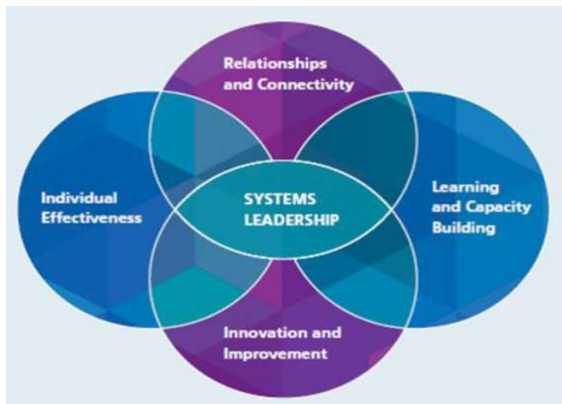 Relationships
and Connectivity
Individual
Effectiveness
SYSTEMS
LEADERSHIP
Learning
and Capacity
Building
Innovation and
Improvement